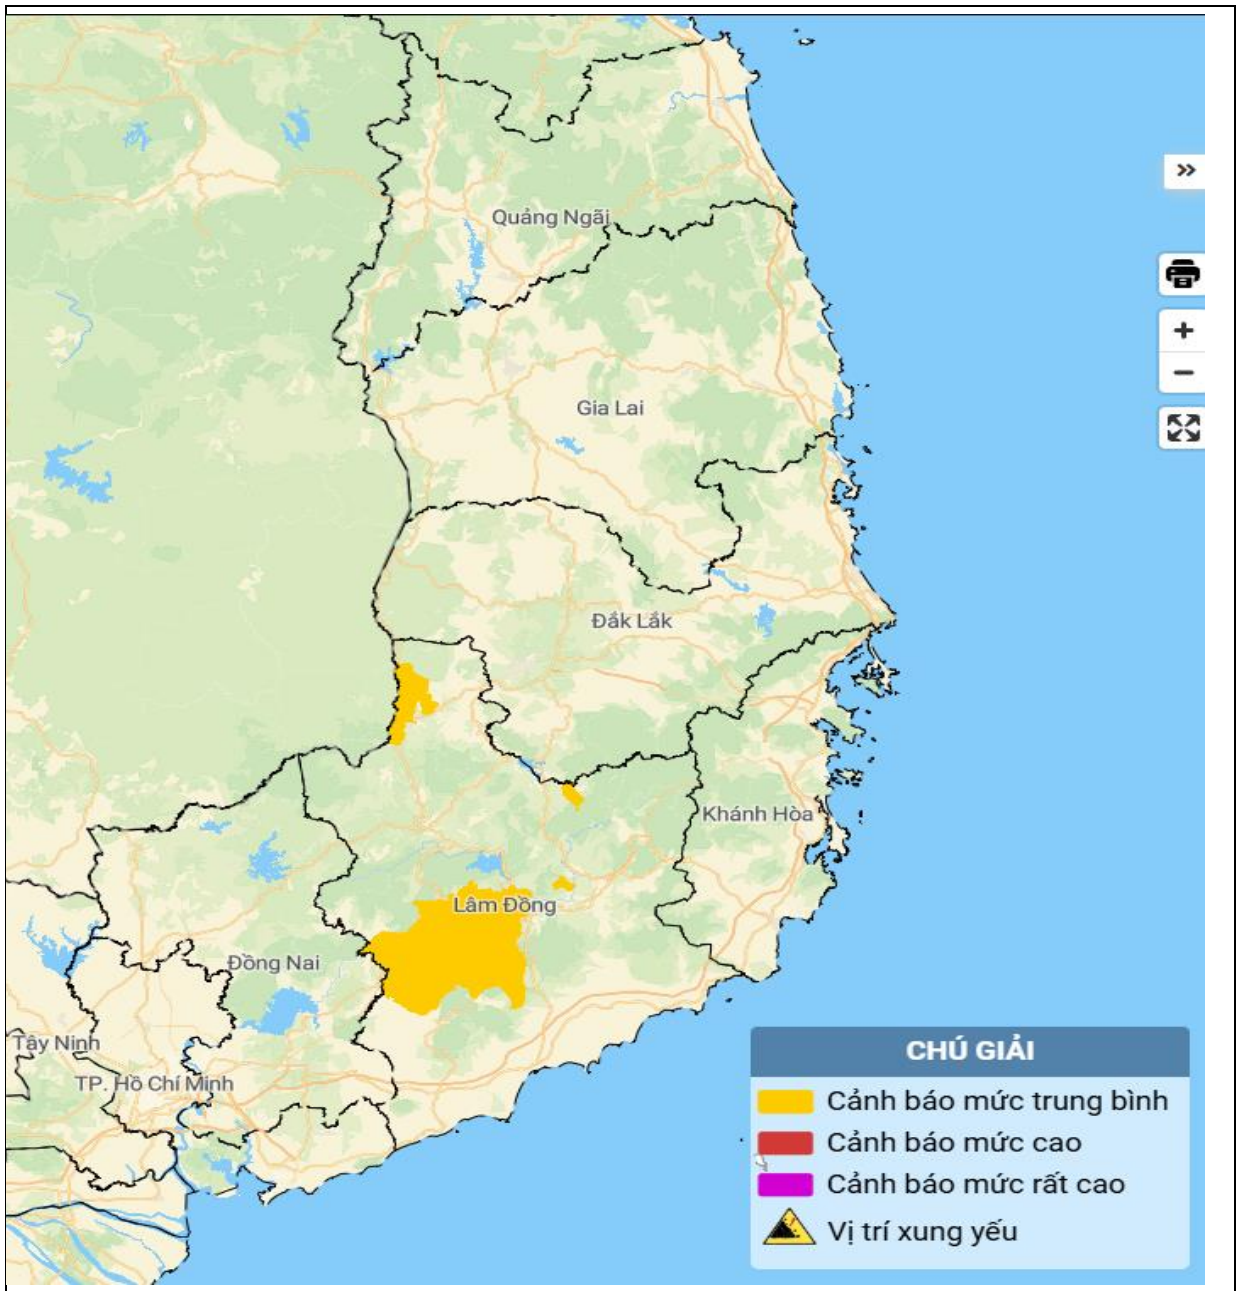 Quảng Ngãi
Gia Lai
Đắk Lắk
Khánh Hòa
Lâm Đồng
Đồng Nai
Tây Ninh
TP. Hồ Chí Minh
CHÚ GIẢI
Cảnh báo mức trung bình
Cảnh báo mức cao
Cảnh báo mức rất cao
Vị trí xung yếu